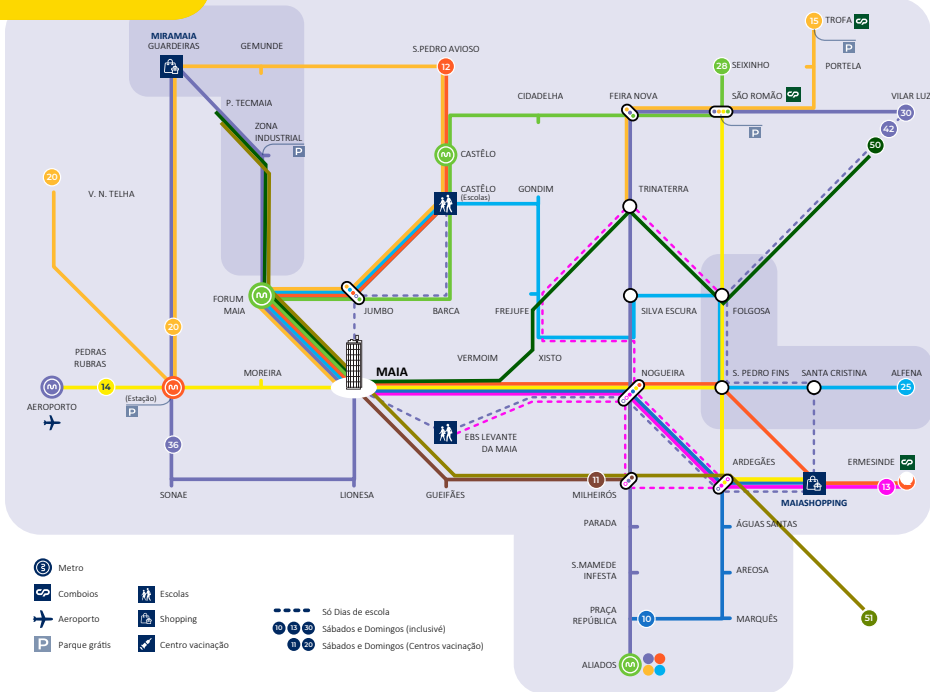 15
TROFA
MIRAMAIA
GUARDEIRAS
GEMUNDE
S.PEDRO AVIOSO
P
12
28
SEIXINHO
PORTELA
P. TECMAIA
CIDADELHA
FEIRA NOVA
SÃO ROMÃO
VILAR LUZ
30
ZONA
INDUSTRIAL
P
P
42
50
CASTÊLO
20
V. N. TELHA
CASTÊLO
(Escolas)
GONDIM
TRINATERRA
FORUM
MAIA
JUMBO
BARCA
FREJUFE
SILVA ESCURA
FOLGOSA
20
PEDRAS
RUBRAS
VERMOIM
XISTO
MOREIRA
MAIA
NOGUEIRA
S. PEDRO FINS
SANTA CRISTINA
ALFENA
14
25
AEROPORTO
(Estação)
P
36
EBS LEVANTE
DA MAIA
ARDEGÃES
ERMESINDE
11
13
SONAE
LIONESA
GUEIFÃES
MILHEIRÓS
MAIASHOPPING
PARADA
ÁGUAS SANTAS
S.MAMEDE
INFESTA
AREOSA
PRAÇA
REPÚBLICA
10
MARQUÊS
51
ALIADOS
Metro
Comboios
Escolas
Aeroporto
Shopping
P
Parque grátis
Centro vacinação
Só Dias de escola
10 13 30 Sábados e Domingos (inclusivé)
11 20 Sábados e Domingos (Centros vacinação)